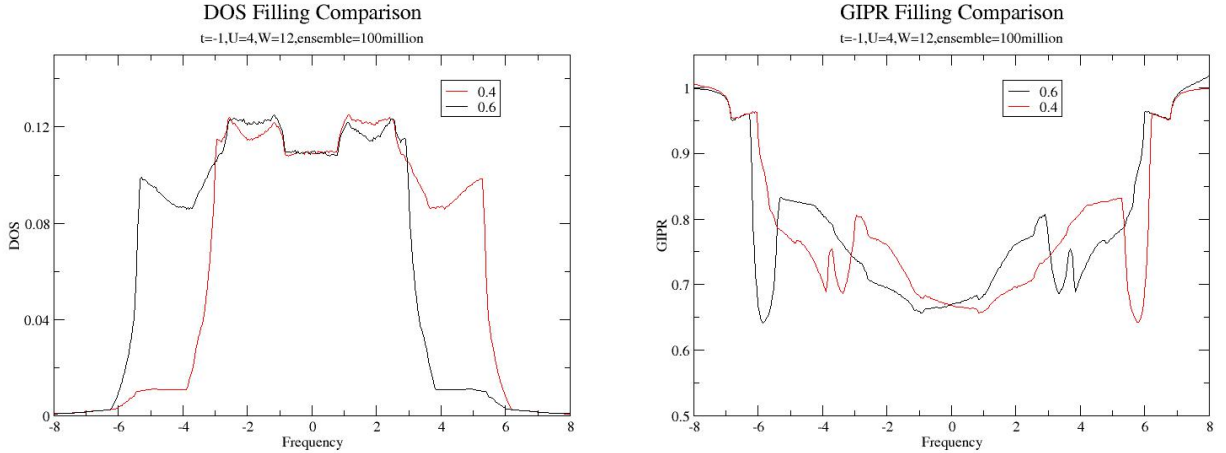 DOS Filling Comparison
t=-1,U=4,W=12,ensemble=100million
0.4
0.6
DOS
0.12
0.08
0.04
0
-8 -6 -4 -2 0 2 4 6 8
Frequency
GIPR Filling Comparison
t=-1,U=4,W=12,ensemble=100million
0.6
0.4
GIPR
1
0.9
0.8
0.7
0.6
0.5
-8 -6 -4 -2 0 2 4 6 8
Frequency